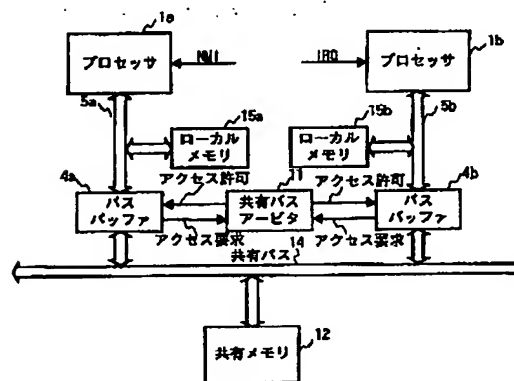 1a
プロセッサ
NMI
IRQ
1b
プロセッサ
5a
5b
15a
ローカル
メモリ
15b
ローカル
メモリ
4a
アクセス許可
11
アクセス許可
4b
バス
バッファ
共有バス
アービタ
バス
バッファ
アクセス要求
アクセス要求
共有バス
14
共有メモリ
12